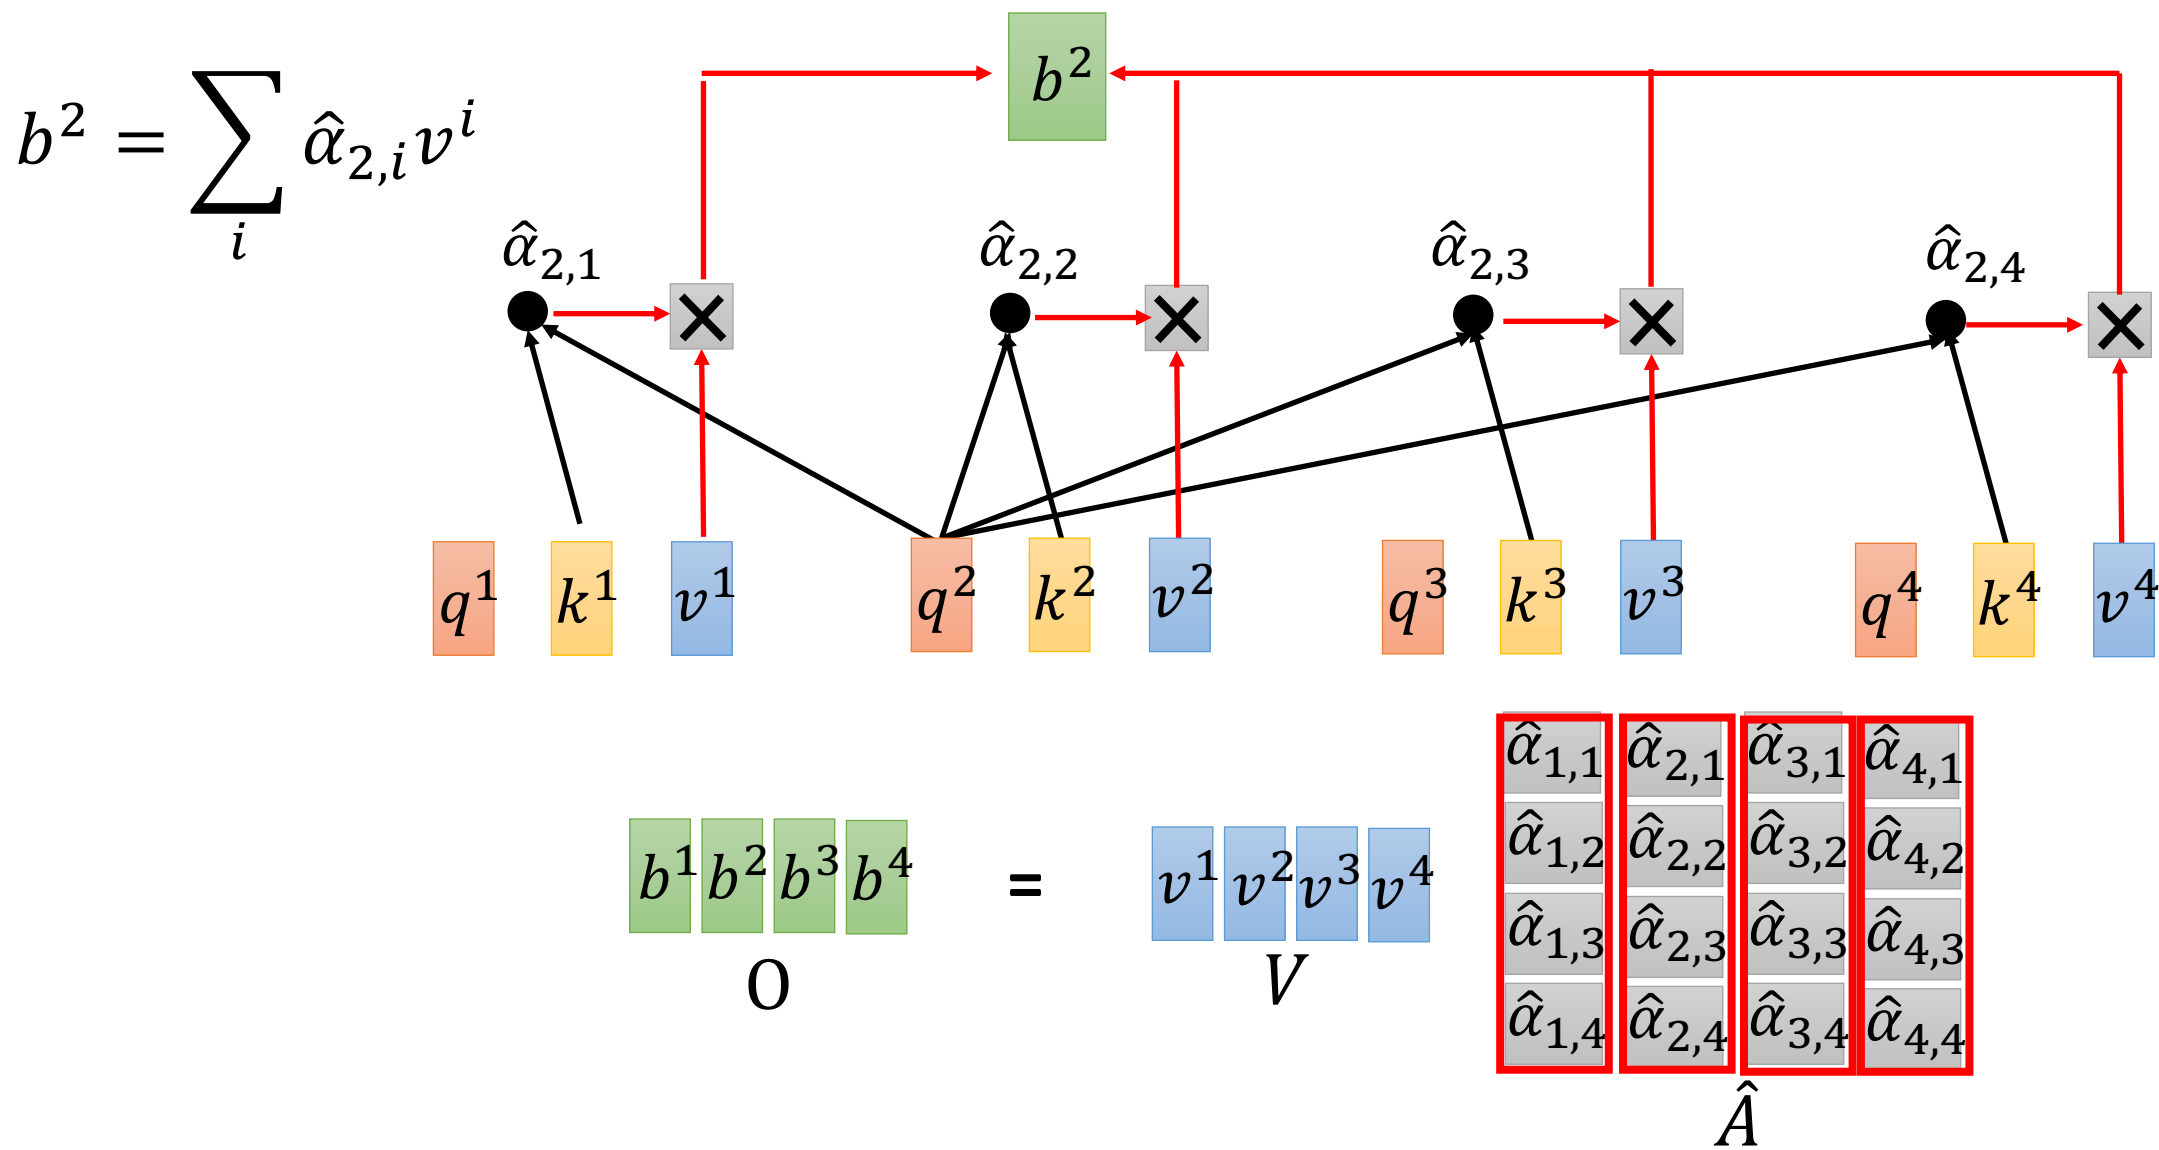 b²
b² = ∑ᵢ α̂₂,ᵢ vⁱ
α̂₂,₁ α̂₂,₂ α̂₂,₃ α̂₂,₄
× × × ×
q¹ k¹ v¹ q² k² v² q³ k³ v³ q⁴ k⁴ v⁴
α̂₁,₁ α̂₂,₁ α̂₃,₁ α̂₄,₁
α̂₁,₂ α̂₂,₂ α̂₃,₂ α̂₄,₂
b¹ b² b³ b⁴ = v¹ v² v³ v⁴
α̂₁,₃ α̂₂,₃ α̂₃,₃ α̂₄,₃
O V
α̂₁,₄ α̂₂,₄ α̂₃,₄ α̂₄,₄
Â